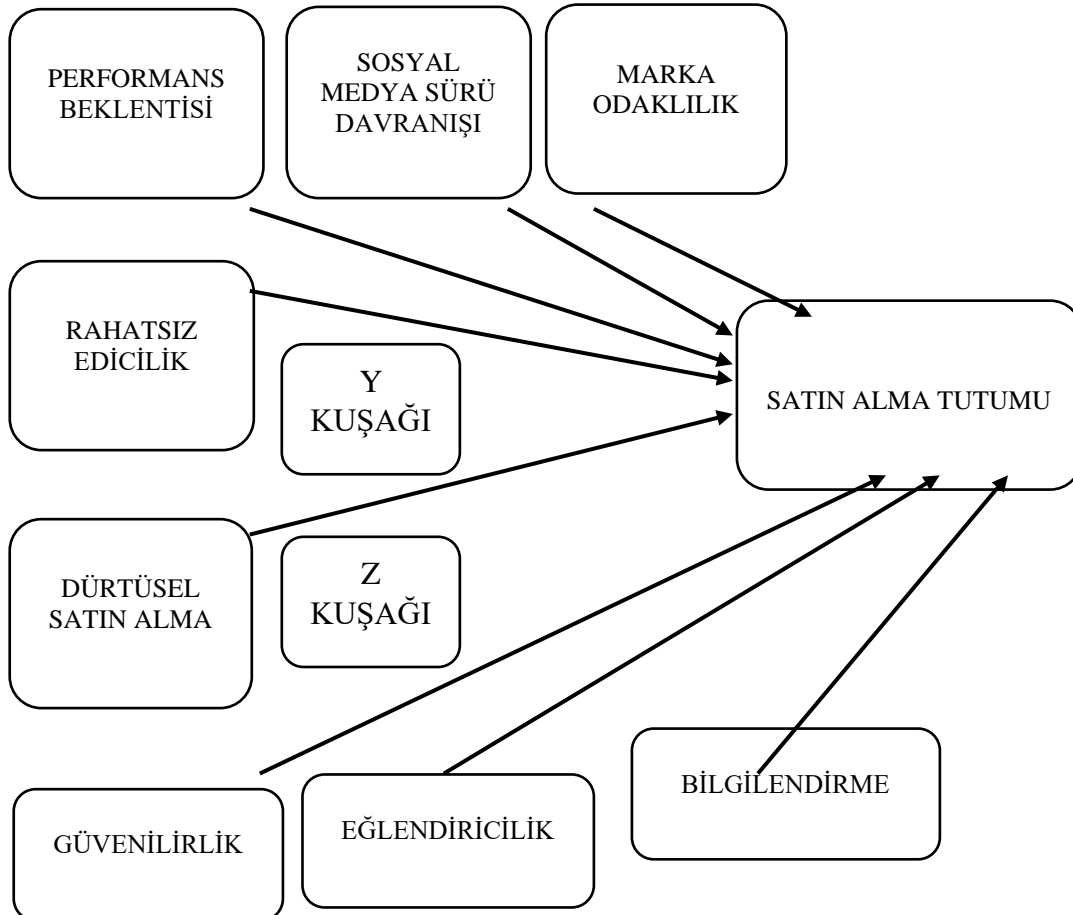 PERFORMANS
BEKLENTİSİ
SOSYAL
MEDYA SÜRÜ
DAVRANIŞI
MARKA
ODAKLILIK
RAHATSIZ
EDİCİLİK
Y
KUŞAĞI
SATIN ALMA TUTUMU
DÜRTÜSEL
SATIN ALMA
Z
KUŞAĞI
GÜVENİLİRLİK
EĞLENDİRİCİLİK
BİLGİLENDİRME